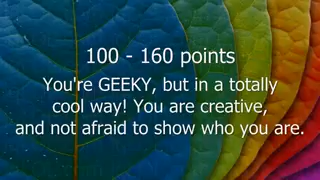 100 - 160 points
You're GEEKY, but in a totally
cool way! You are creative,
and not afraid to show who you are.